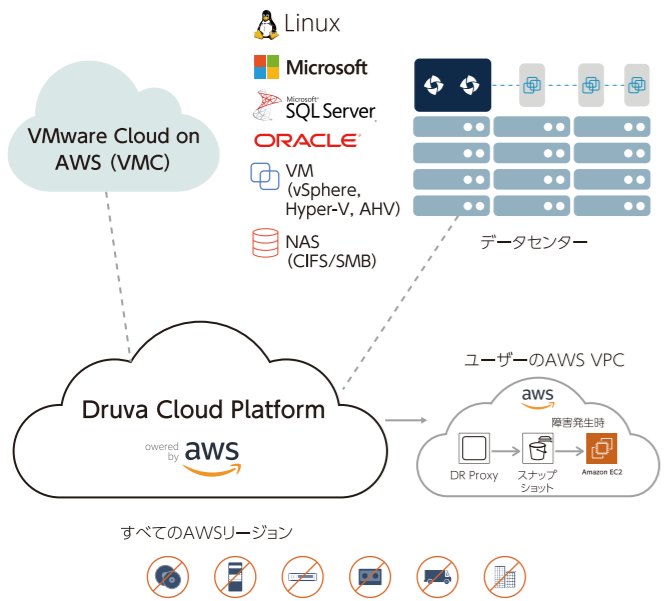 Linux
Microsoft
Microsoft
SQL Server
ORACLE
VM
(vSphere,
Hyper-V, AHV)
NAS
(CIFS/SMB)
VMware Cloud on
AWS (VMC)
データセンター
Druva Cloud Platform
owered
by
aws
ユーザーのAWS VPC
aws
障害発生時
DR Proxy
スナップ
ショット
Amazon EC2
すべてのAWSリージョン